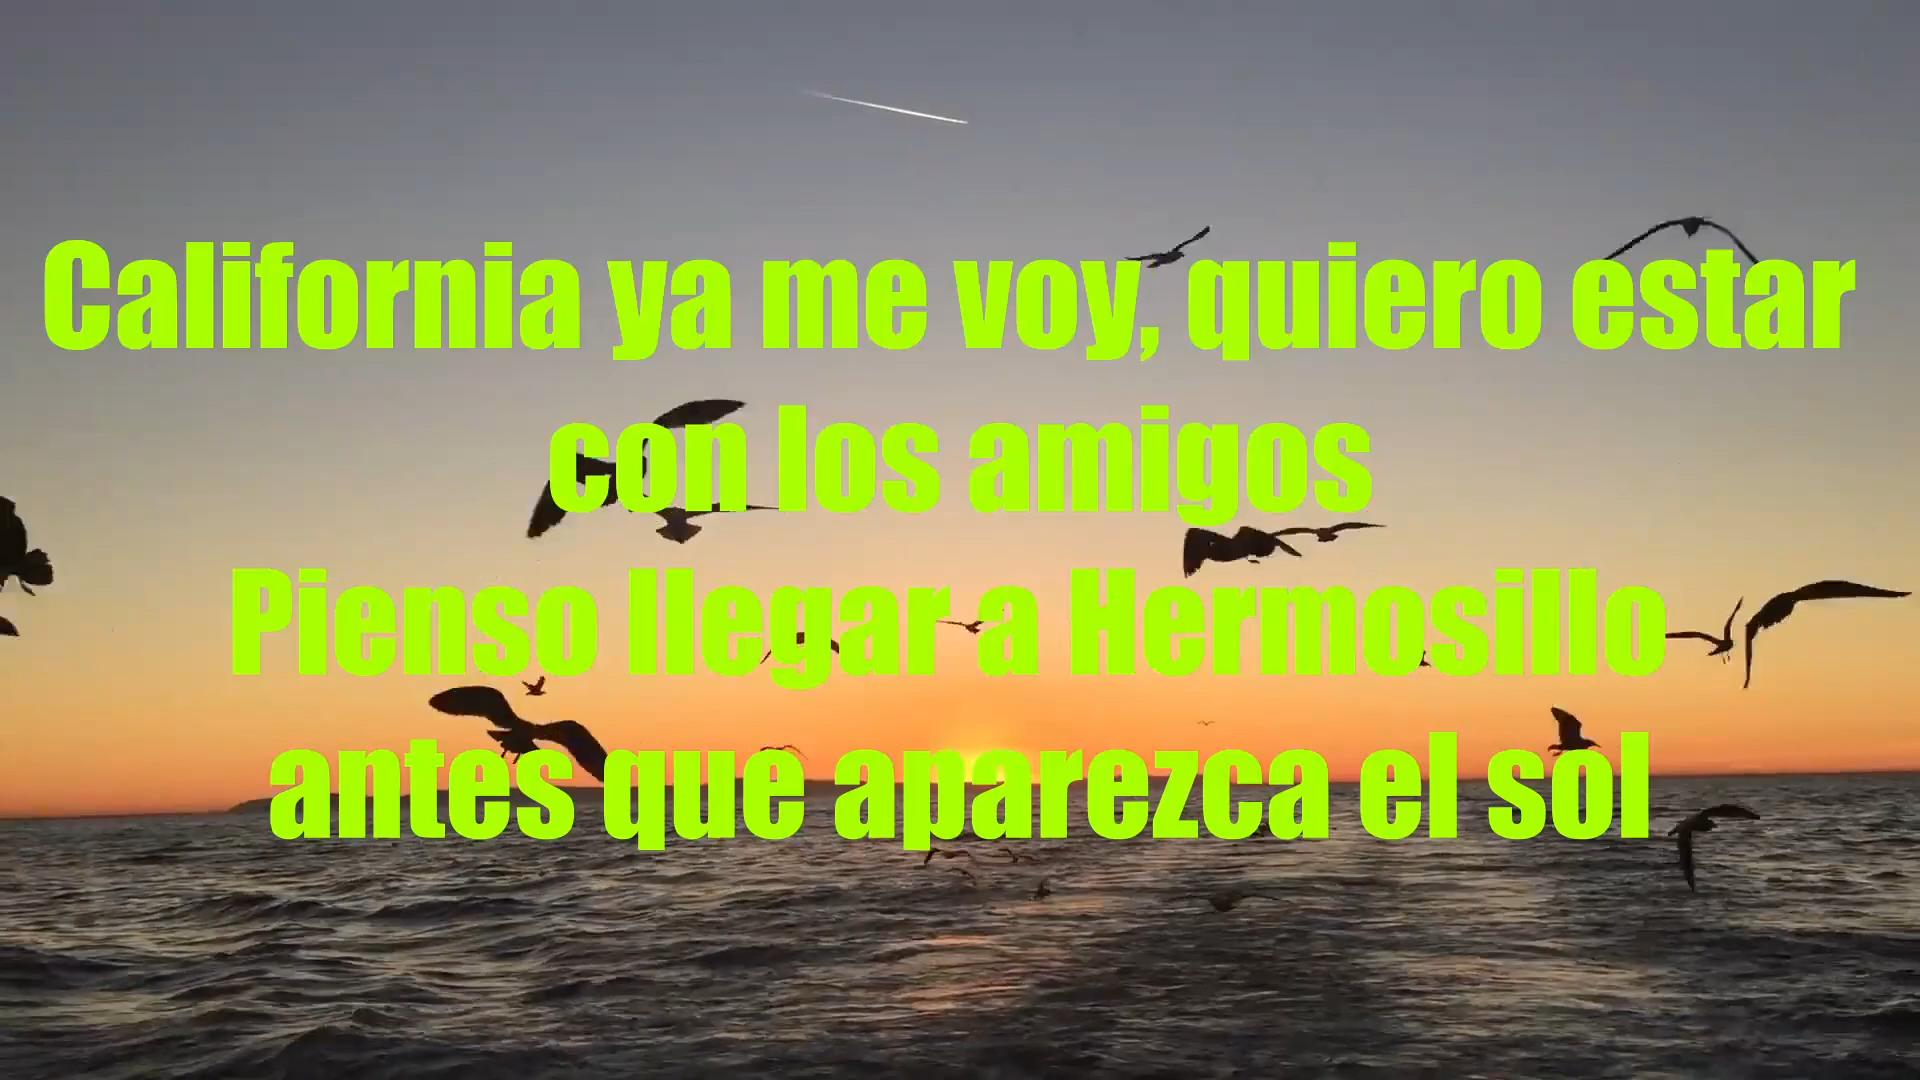 California ya me voy, quiero estar
con los amigos
Pienso llegar a Hermosillo
antes que aparezca el sol